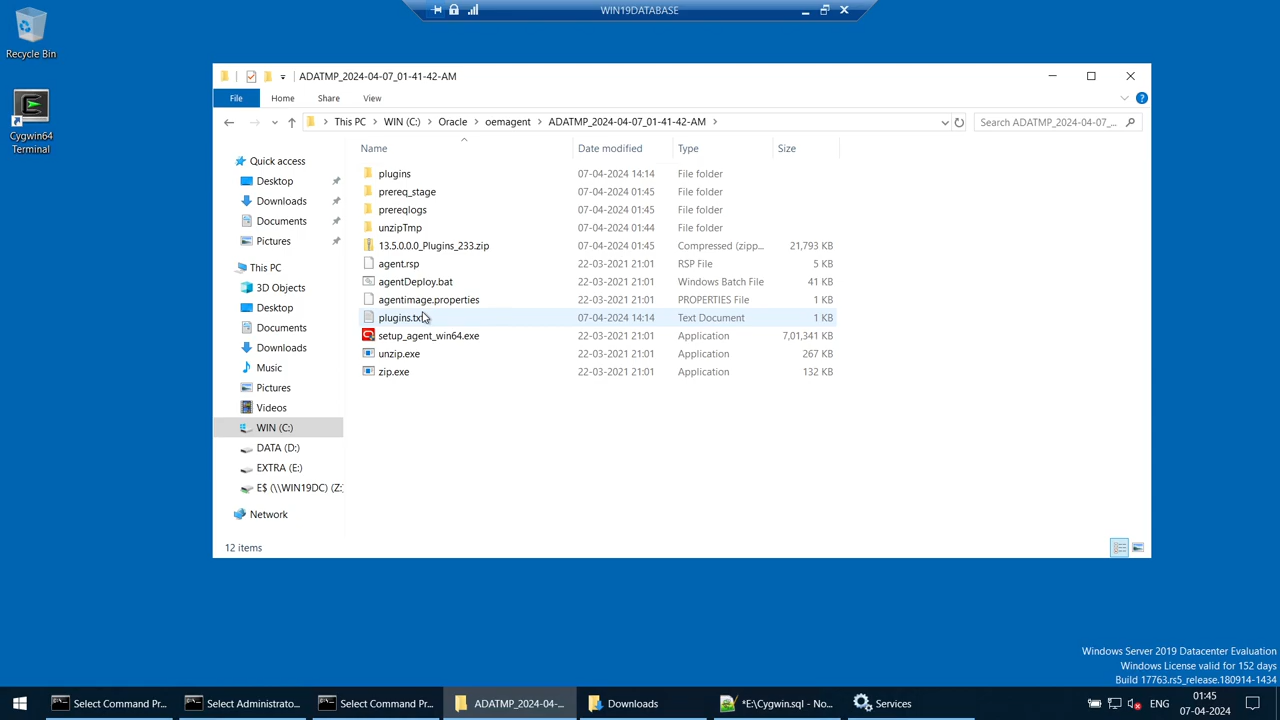 WIN19DATABASE
Recycle Bin
Cygwin64
Terminal
ADATMP_2024-04-07_01-41-42-AM
File Home Share View
This PC WIN (C:) Oracle oemagent ADATMP_2024-04-07_01-41-42-AM
Search ADATMP_2024-04-07_...
Quick access
Desktop
Downloads
Documents
Pictures
This PC
3D Objects
Desktop
Documents
Downloads
Music
Pictures
Videos
WIN (C:)
DATA (D:)
EXTRA (E:)
E$ (\\WIN19DC) (Z:
Network
Name Date modified Type Size
plugins 07-04-2024 14:14 File folder
prereq_stage 07-04-2024 01:45 File folder
prereqlogs 07-04-2024 01:45 File folder
unzipTmp 07-04-2024 01:44 File folder
13.5.0.0.0_Plugins_233.zip 07-04-2024 01:45 Compressed (zipp... 21,793 KB
agent.rsp 22-03-2021 21:01 RSP File 5 KB
agentDeploy.bat 22-03-2021 21:01 Windows Batch File 41 KB
agentimage.properties 22-03-2021 21:01 PROPERTIES File 1 KB
plugins.txt 07-04-2024 14:14 Text Document 1 KB
setup_agent_win64.exe 22-03-2021 21:01 Application 7,01,341 KB
unzip.exe 22-03-2021 21:01 Application 267 KB
zip.exe 22-03-2021 21:01 Application 132 KB
12 items
Windows Server 2019 Datacenter Evaluation
Windows License valid for 152 days
Build 17763.rs5_release.180914-1434
Select Command Pr... Select Administrato... Select Command Pr... ADATMP_2024-04-... Downloads *E:\Cygwin.sql - No... Services
ENG
01:45
07-04-2024